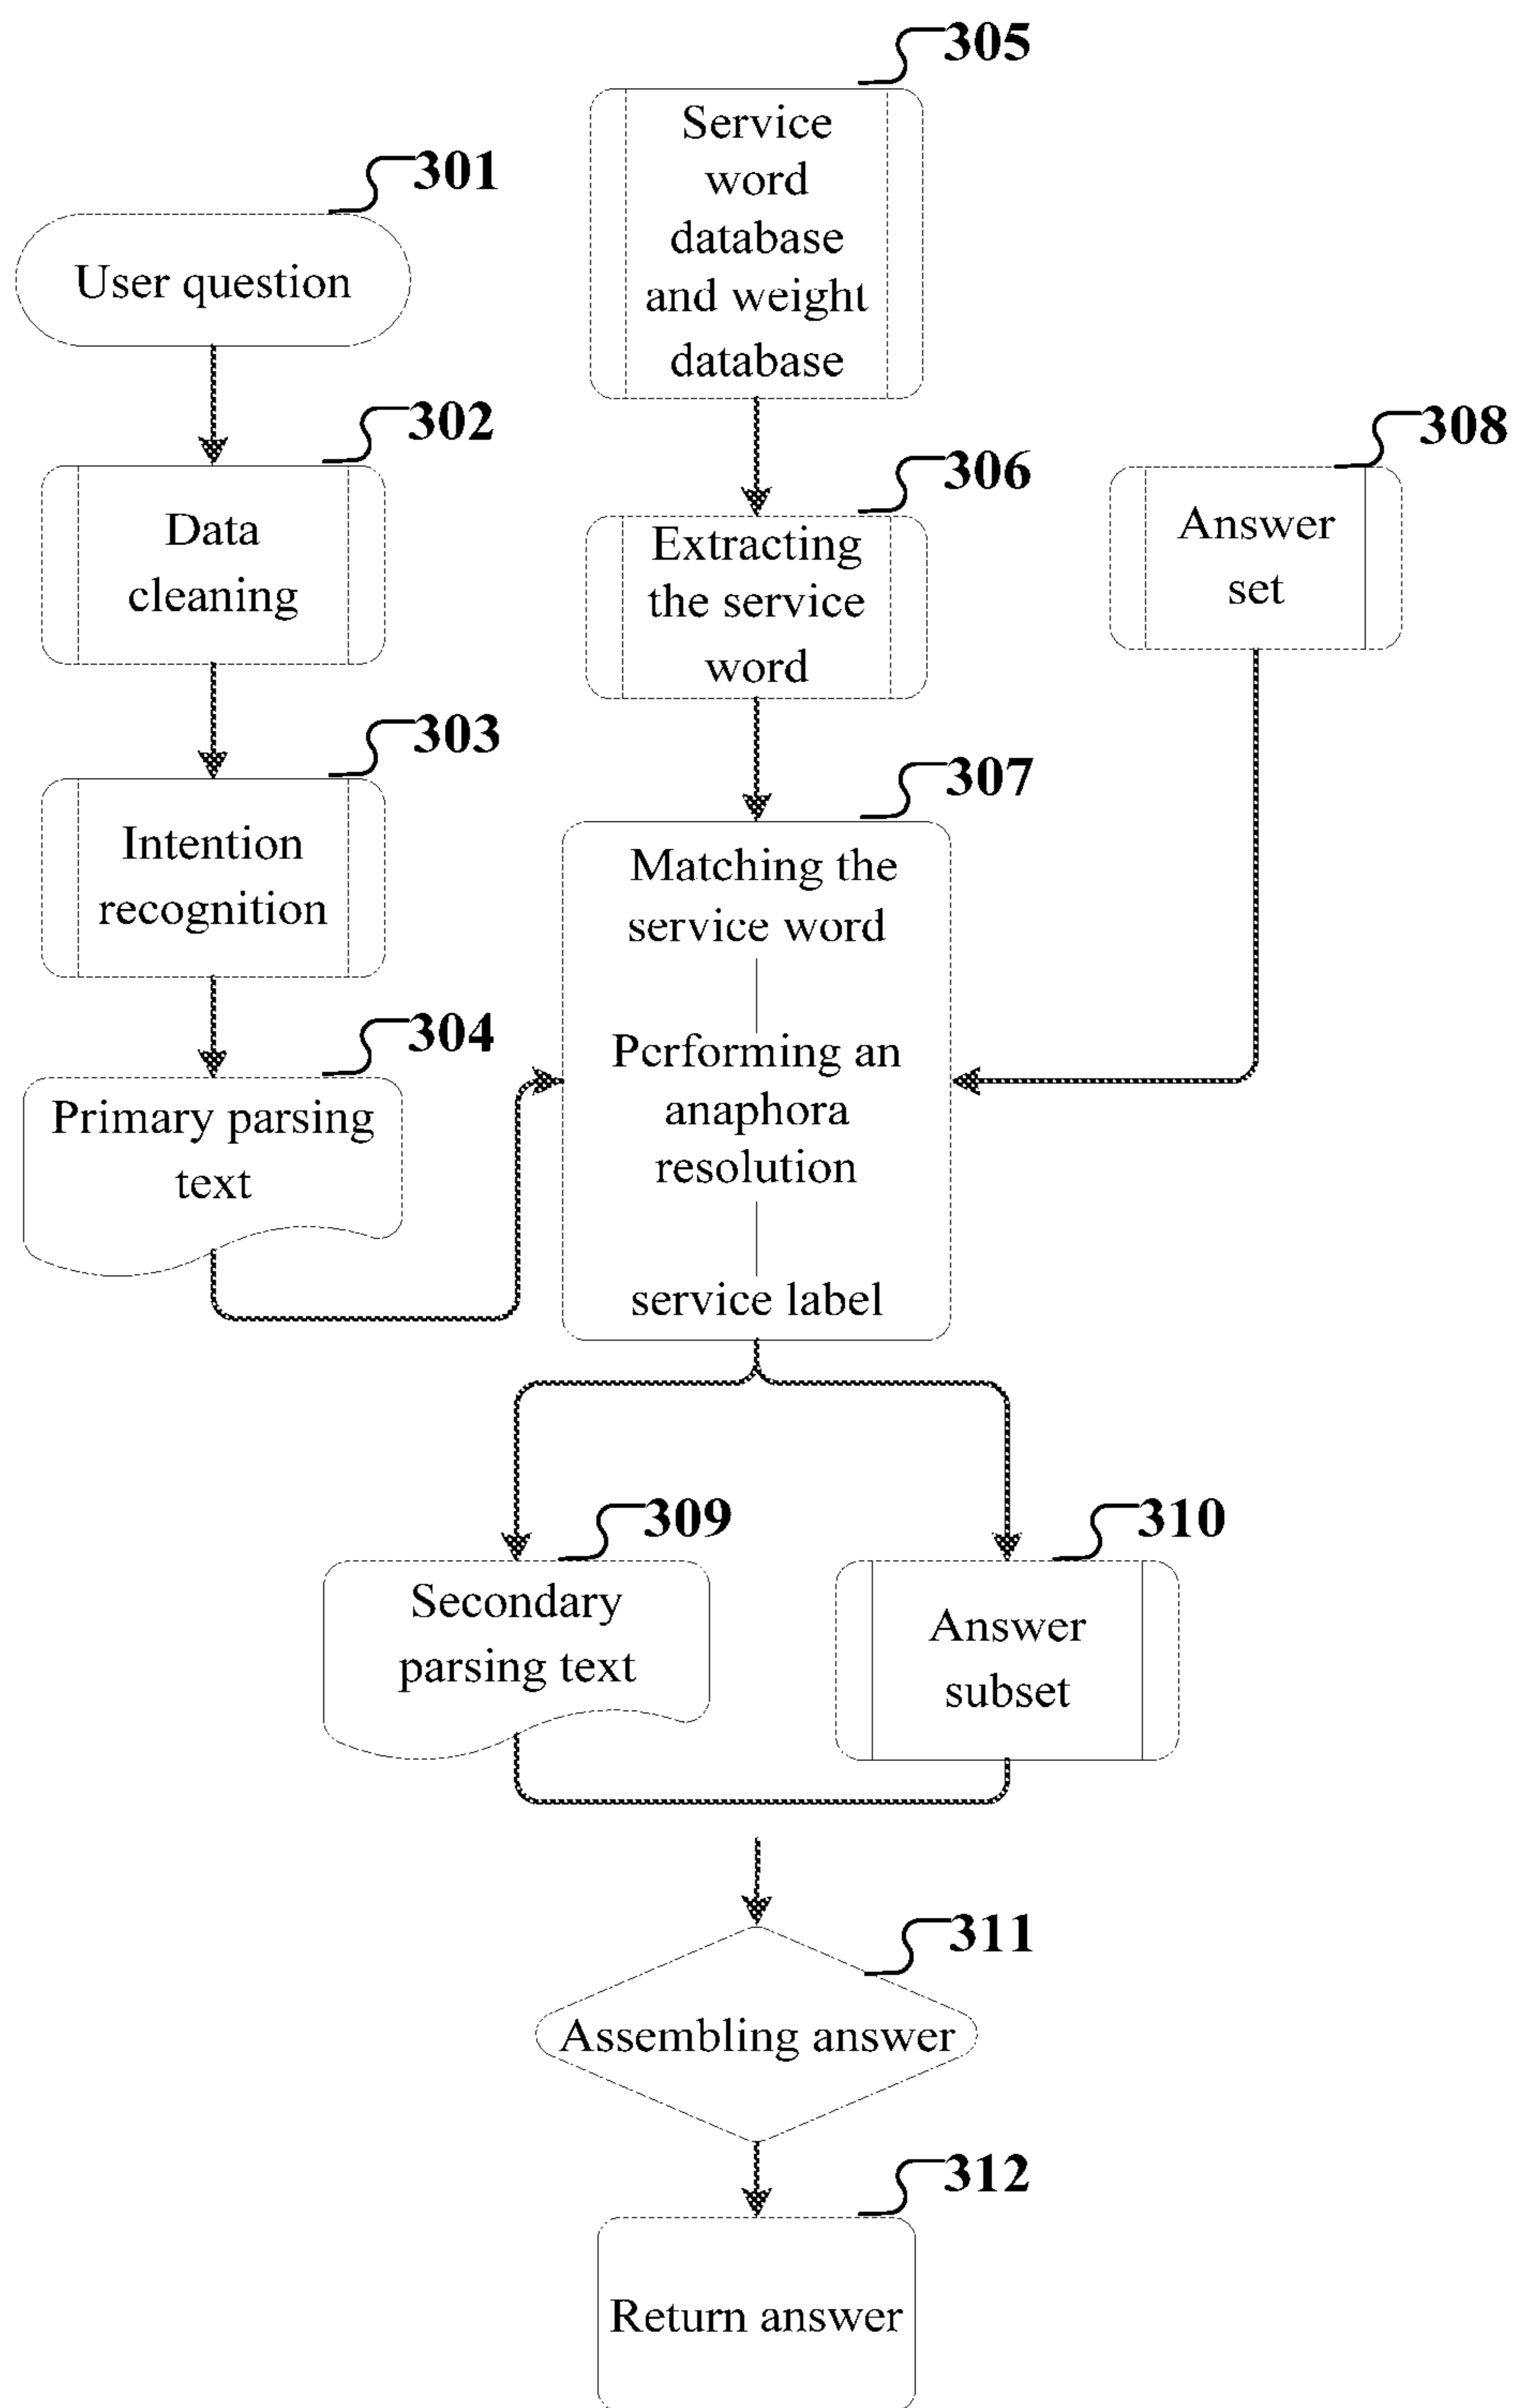 301
User question
302
Data
cleaning
303
Intention
recognition
304
Primary parsing
text
305
Service
word
database
and weight
database
306
Extracting
the service
word
307
Matching the
service word
Performing an
anaphora
resolution
service label
308
Answer
set
309
Secondary
parsing text
310
Answer
subset
311
Assembling answer
312
Return answer